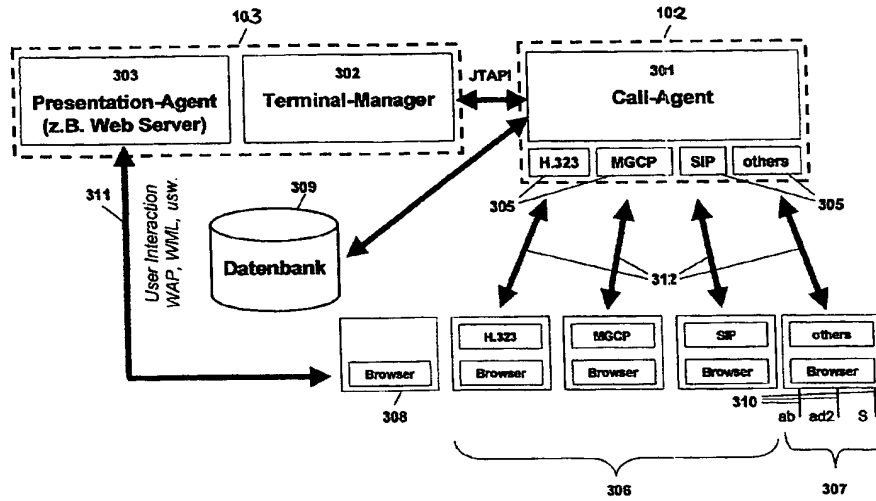 103
102
303
Presentation-Agent
(z.B. Web Server)
302
Terminal-Manager
JTAPI
301
Call-Agent
H.323
MGCP
SIP
others
305
305
311
User Interaction
WAP, WML, usw.
309
Datenbank
312
H.323
MGCP
SIP
others
Browser
Browser
Browser
Browser
Browser
308
310
ab
ad2
S
306
307